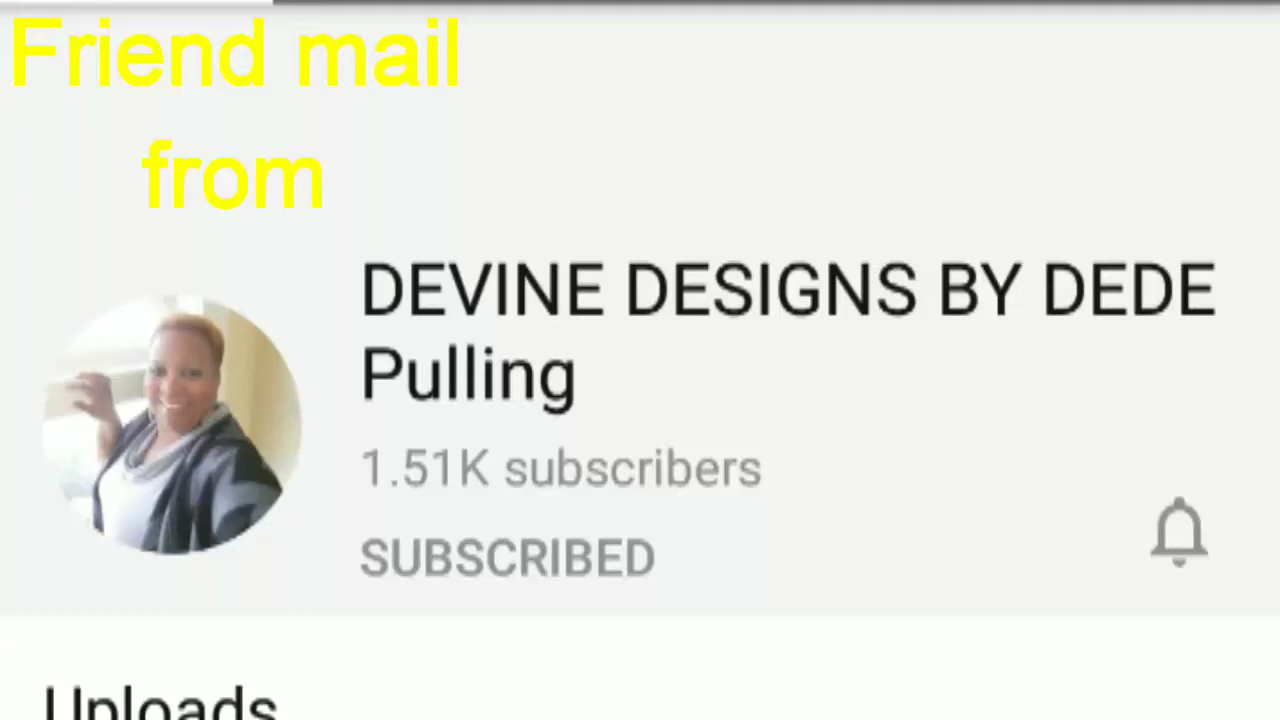 Friend mail
from
DEVINE DESIGNS BY DEDE
Pulling
1.51K subscribers
SUBSCRIBED
Uploads